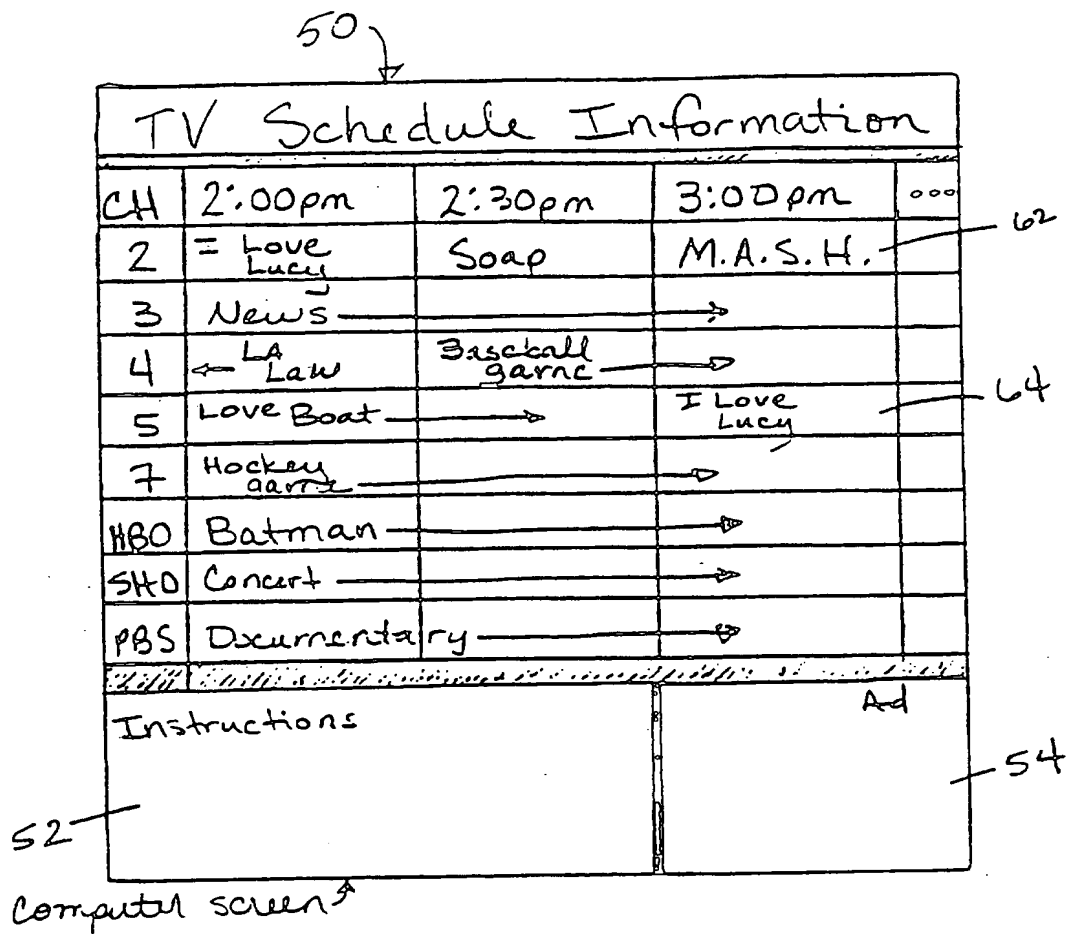 50
TV Schedule Information
CH 2:00pm 2:30pm 3:00pm ooo
62
2 I Love Lucy Soap M.A.S.H.
3 News
4 LA Law Baseball game
5 Love Boat I Love Lucy
64
7 Hockey game
HBO Batman
SHO Concert
PBS Documentary
Instructions Ad
54
52
Computer screen